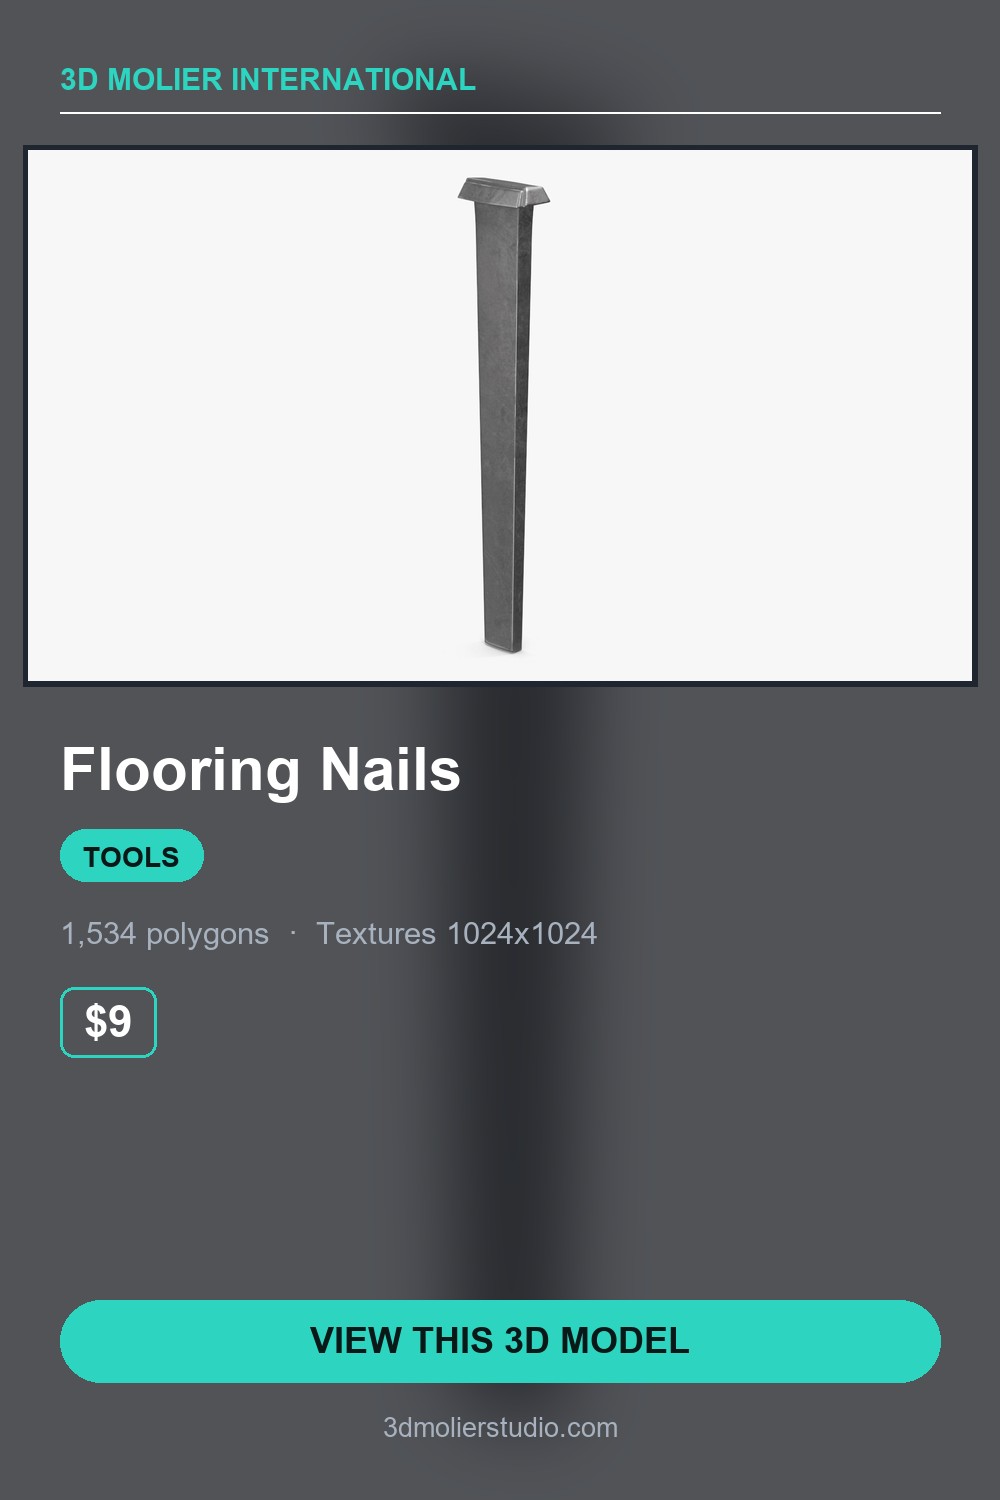 3D MOLIER INTERNATIONAL
Flooring Nails
TOOLS
1,534 polygons · Textures 1024x1024
$9
VIEW THIS 3D MODEL
3dmolierstudio.com